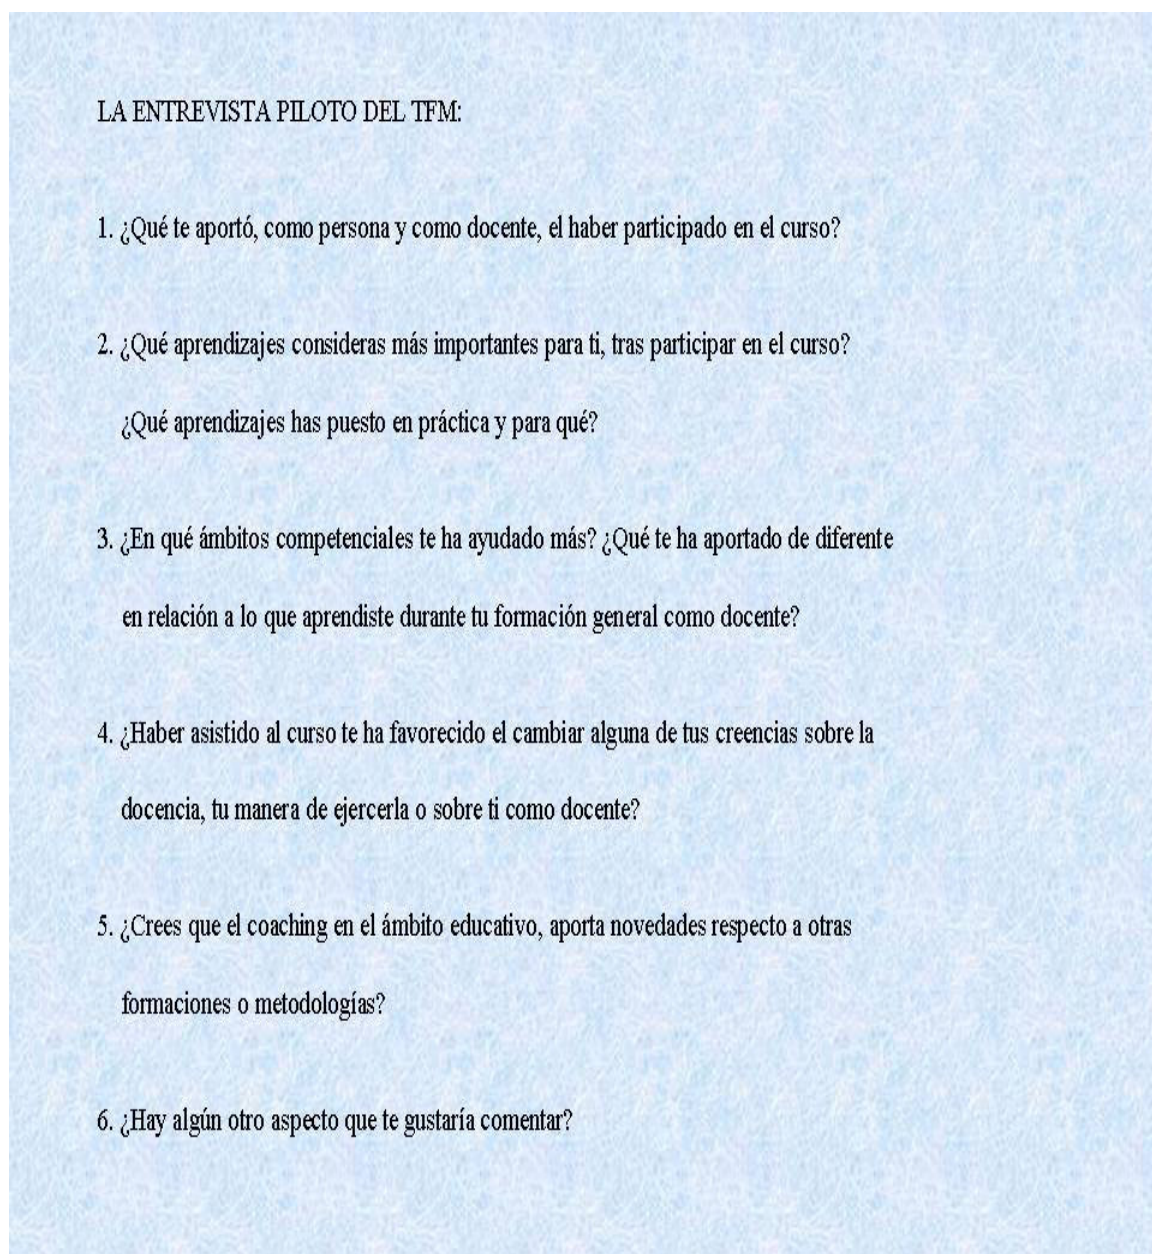 LA ENTREVISTA PILOTO DEL TFM:
1. ¿Qué te aportó, como persona y como docente, el haber participado en el curso?
2. ¿Qué aprendizajes consideras más importantes para ti, tras participar en el curso?
¿Qué aprendizajes has puesto en práctica y para qué?
3. ¿En qué ámbitos competenciales te ha ayudado más? ¿Qué te ha aportado de diferente
en relación a lo que aprendiste durante tu formación general como docente?
4. ¿Haber asistido al curso te ha favorecido el cambiar alguna de tus creencias sobre la
docencia, tu manera de ejercerla o sobre ti como docente?
5. ¿Crees que el coaching en el ámbito educativo, aporta novedades respecto a otras
formaciones o metodologías?
6. ¿Hay algún otro aspecto que te gustaría comentar?